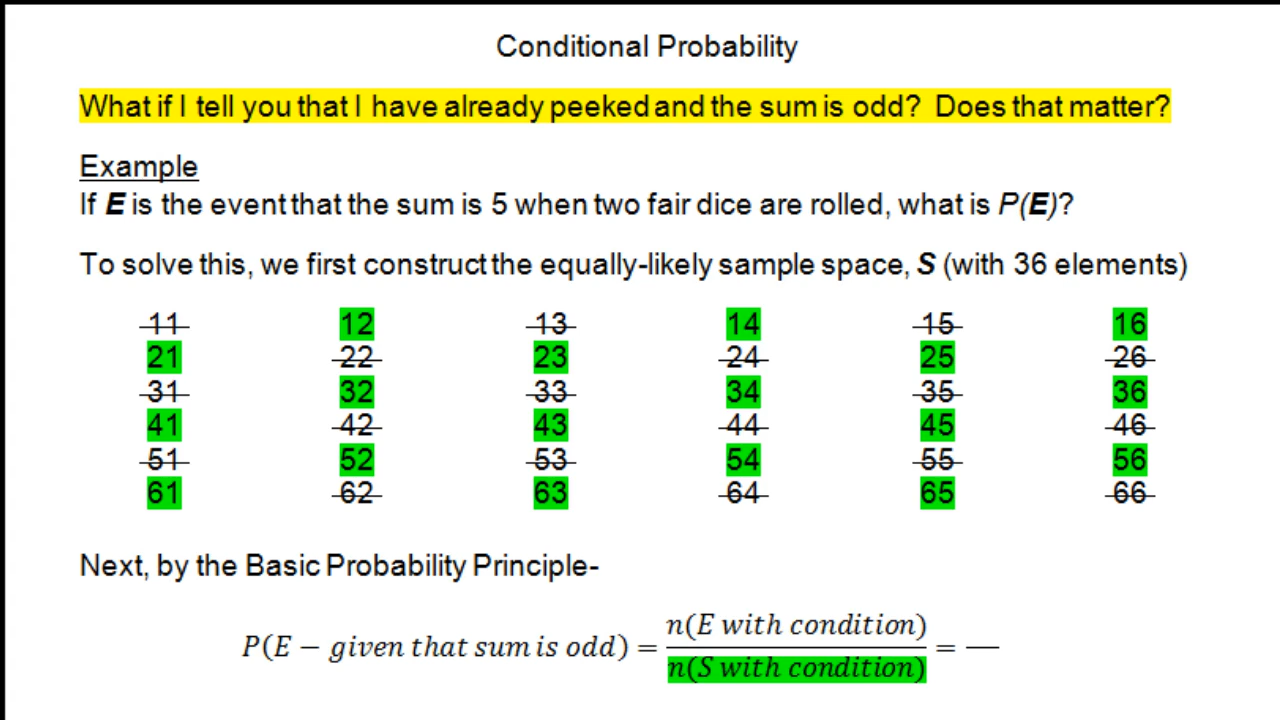 Conditional Probability
What if I tell you that I have already peeked and the sum is odd? Does that matter?
Example
If E is the event that the sum is 5 when two fair dice are rolled, what is P(E)?
To solve this, we first construct the equally-likely sample space, S (with 36 elements)
11 12 13 14 15 16
21 22 23 24 25 26
31 32 33 34 35 36
41 42 43 44 45 46
51 52 53 54 55 56
61 62 63 64 65 66
Next, by the Basic Probability Principle-
P(E − given that sum is odd) = n(E with condition) / n(S with condition) = —